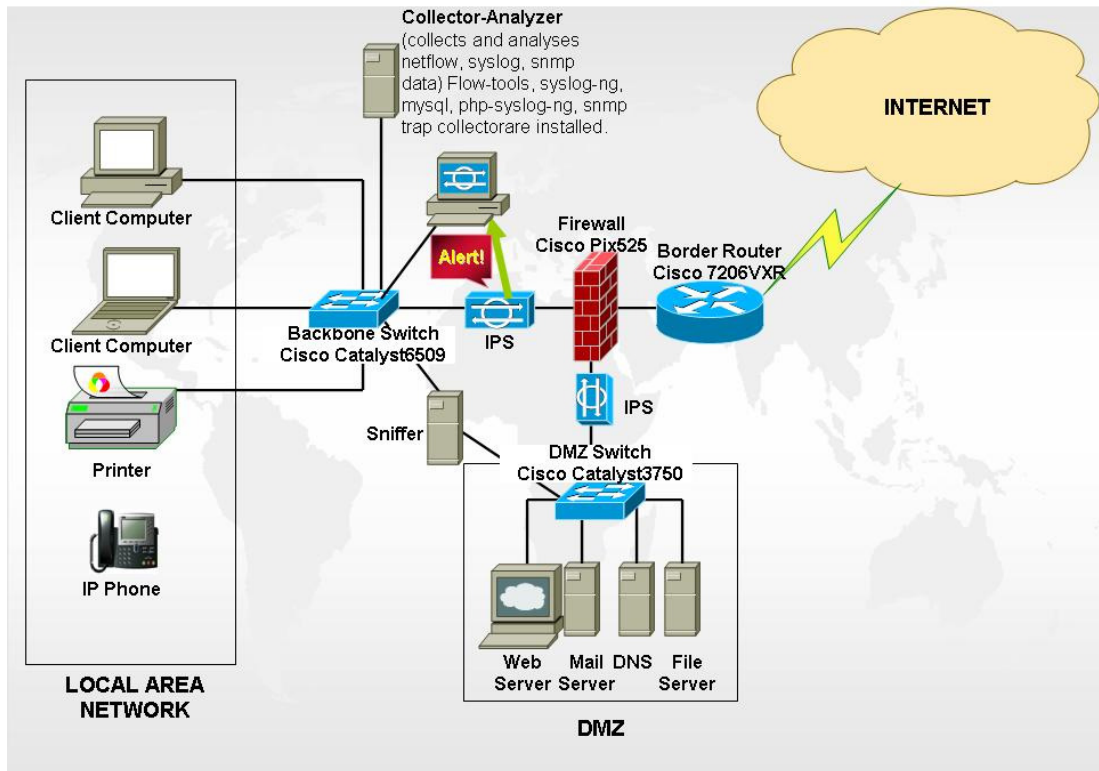 Collector-Analyzer
(collects and analyses
netflow, syslog, snmp
data) Flow-tools, syslog-ng,
mysql, php-syslog-ng, snmp
trap collectorare installed.
INTERNET
Client Computer
Firewall
Cisco Pix525
Border Router
Cisco 7206VXR
Alert!
Client Computer
Backbone Switch
Cisco Catalyst6509
IPS
IPS
Sniffer
Printer
DMZ Switch
Cisco Catalyst3750
IP Phone
Web
Server
Mail
Server
DNS
File
Server
LOCAL AREA
NETWORK
DMZ